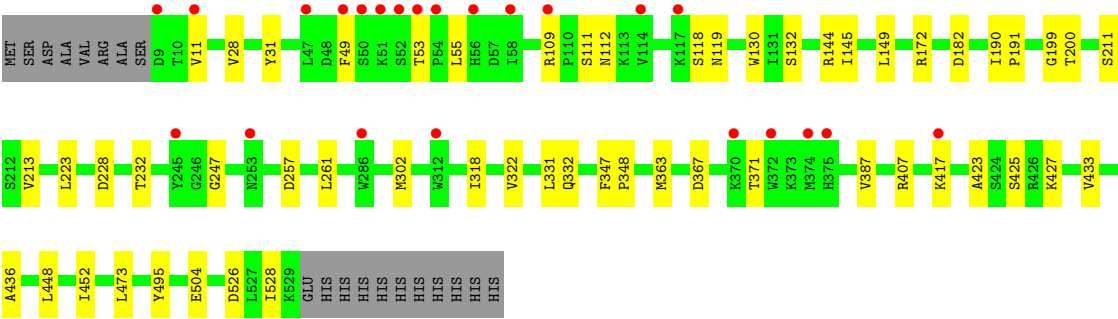 MET SER ASP ALA VAL ARG ALA SER D9 T10 V11 V28 Y31 L47 D48 F49 S50 K51 S52 T53 P54 L55 H56 D57 I58 R109 P110 S111 N112 K113 V114 K117 S118 N119 W130 I131 S132 R144 I145 L149 R172 D182 I190 P191 G199 T200 S211
S212 V213 L223 D228 T232 Y245 G246 G247 N253 D257 L261 W286 M302 W312 I318 V322 L331 Q332 F347 P348 M363 D367 K370 T371 W372 K373 M374 H375 V387 R407 K417 A423 S424 S425 R426 K427 V433
A436 L448 I452 L473 Y495 E504 D526 L527 I528 K529 GLU HIS HIS HIS HIS HIS HIS HIS HIS HIS HIS